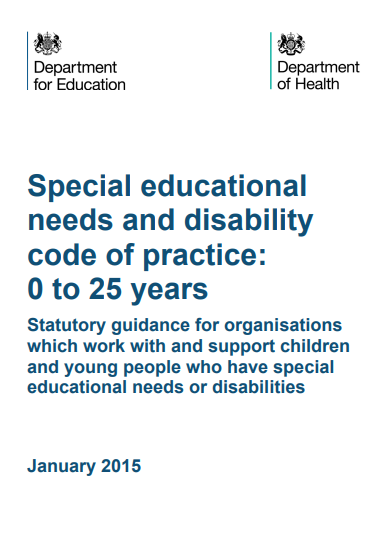 Department
for Education
Department
of Health
Special educational
needs and disability
code of practice:
0 to 25 years
Statutory guidance for organisations
which work with and support children
and young people who have special
educational needs or disabilities
January 2015